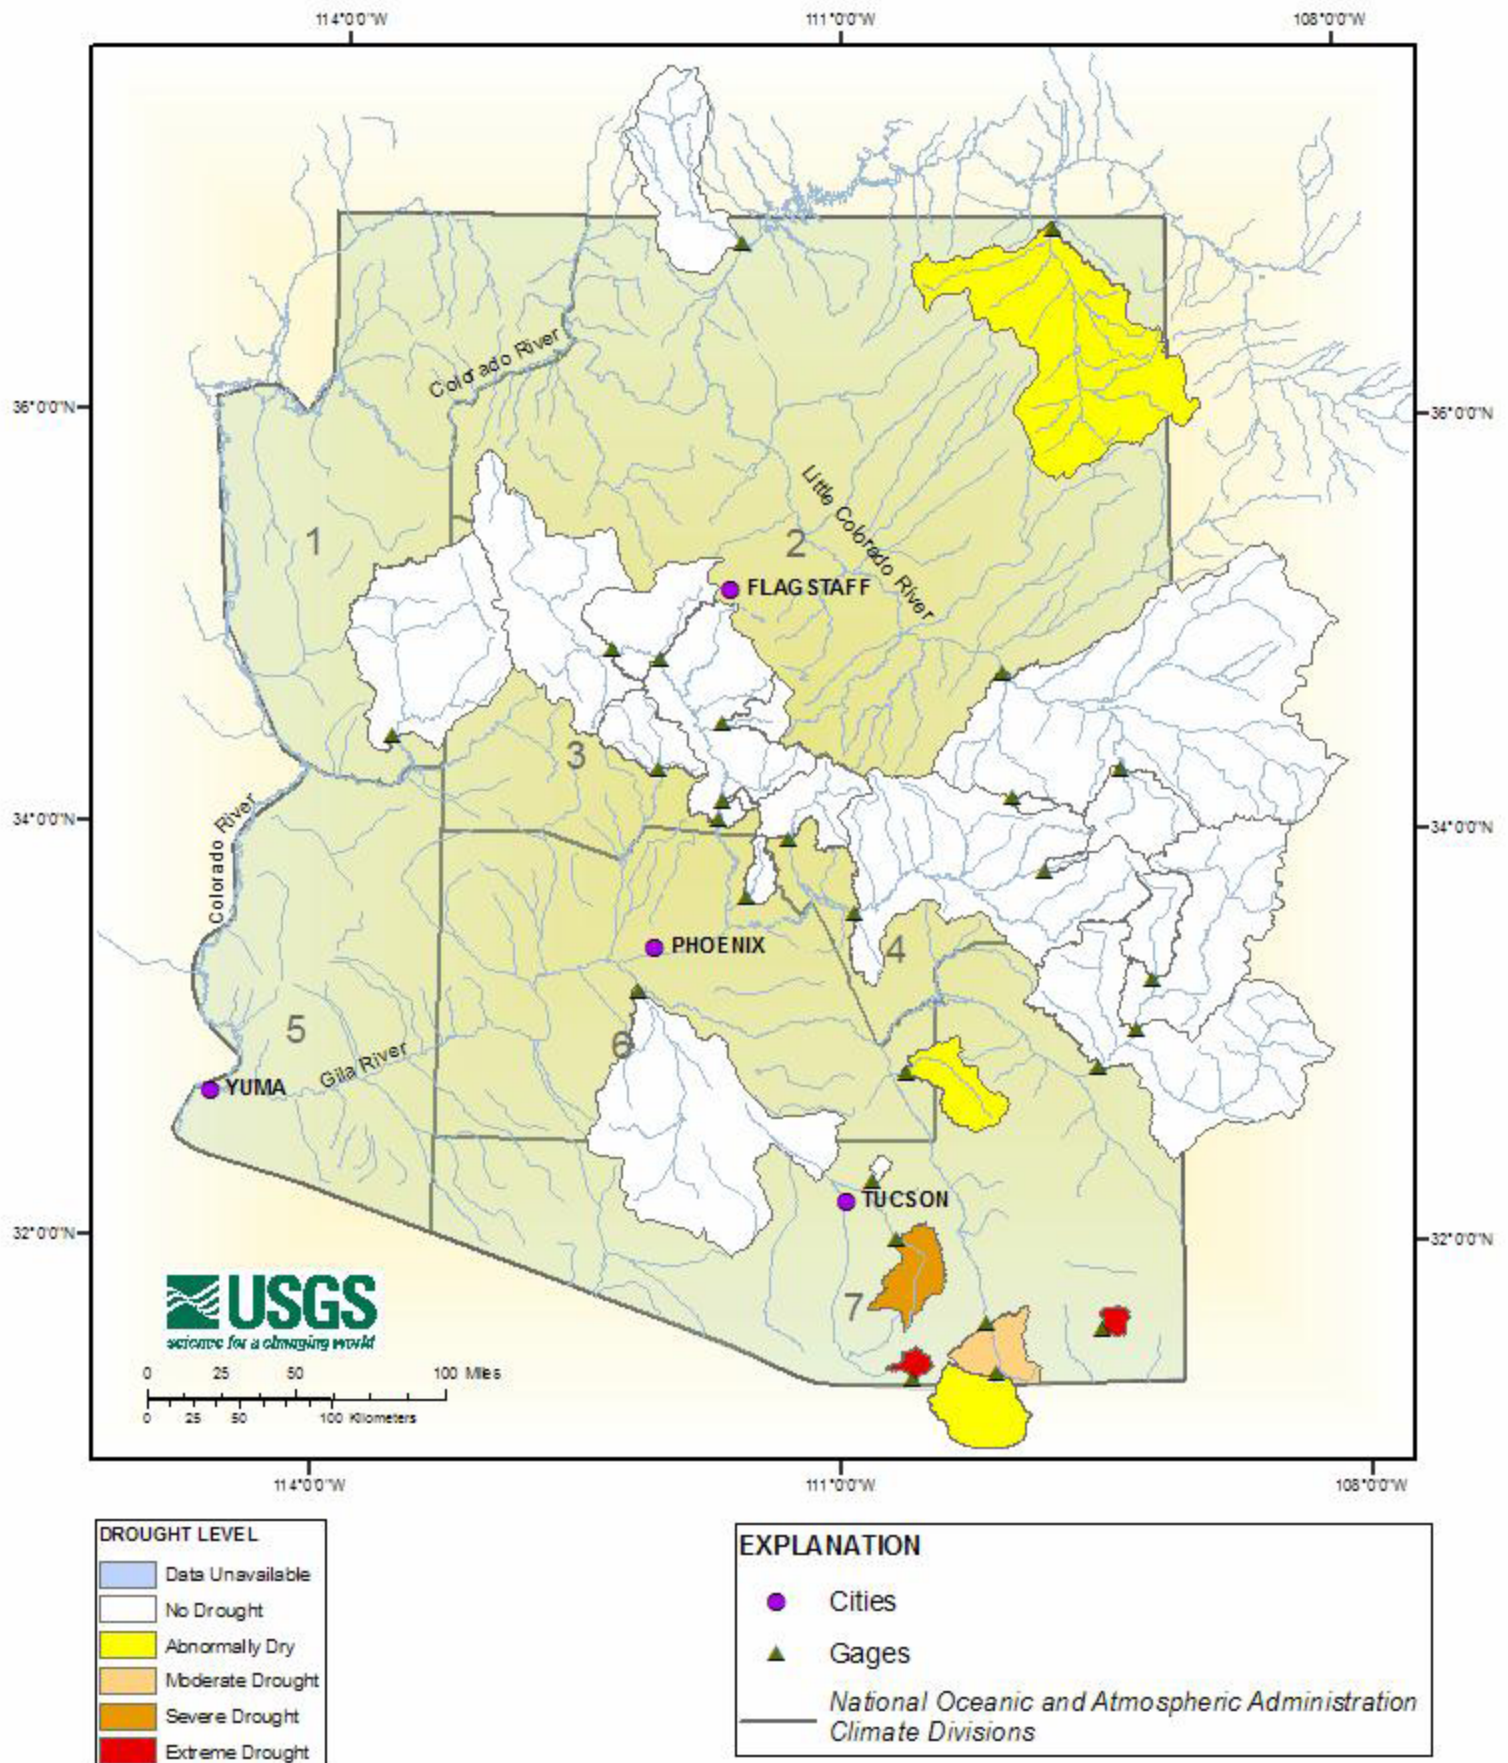 114°0'0"W 111°0'0"W 108°0'0"W
Colorado River
36°0'0"N 36°0'0"N
Little Colorado River
1
2
FLAGSTAFF
3
Colorado River
34°0'0"N 34°0'0"N
PHOENIX
4
5
6
Gila River
YUMA
TUCSON
32°0'0"N 32°0'0"N
7
USGS
science for a changing world
0 25 50 100 Miles
0 25 50 100 Kilometers
114°0'0"W 111°0'0"W 108°0'0"W
DROUGHT LEVEL
Data Unavailable
No Drought
Abnormally Dry
Moderate Drought
Severe Drought
Extreme Drought
EXPLANATION
Cities
Gages
National Oceanic and Atmospheric Administration
Climate Divisions